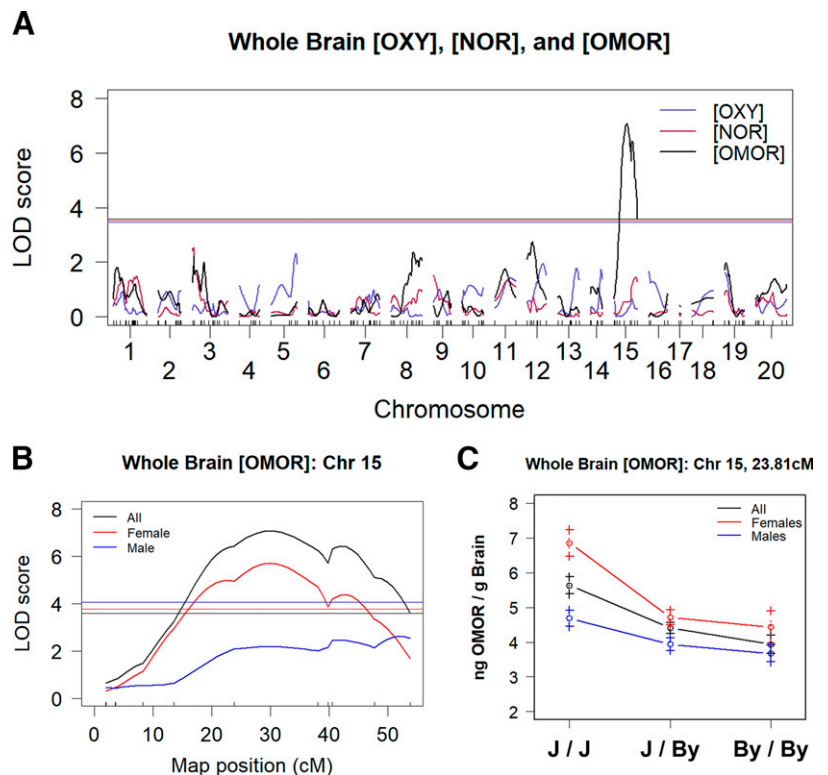 A
Whole Brain [OXY], [NOR], and [OMOR]
LOD score
8
6
4
2
0
[OXY]
[NOR]
[OMOR]
1 3 5 7 9 11 13 15 17 19
2 4 6 8 10 12 14 16 18 20
Chromosome
B
Whole Brain [OMOR]: Chr 15
LOD score
8
6
4
2
0
All
Female
Male
0 10 20 30 40 50
Map position (cM)
C
Whole Brain [OMOR]: Chr 15, 23.81cM
ng OMOR / g Brain
8
7
6
5
4
3
2
All
Females
Males
J / J J / By By / By